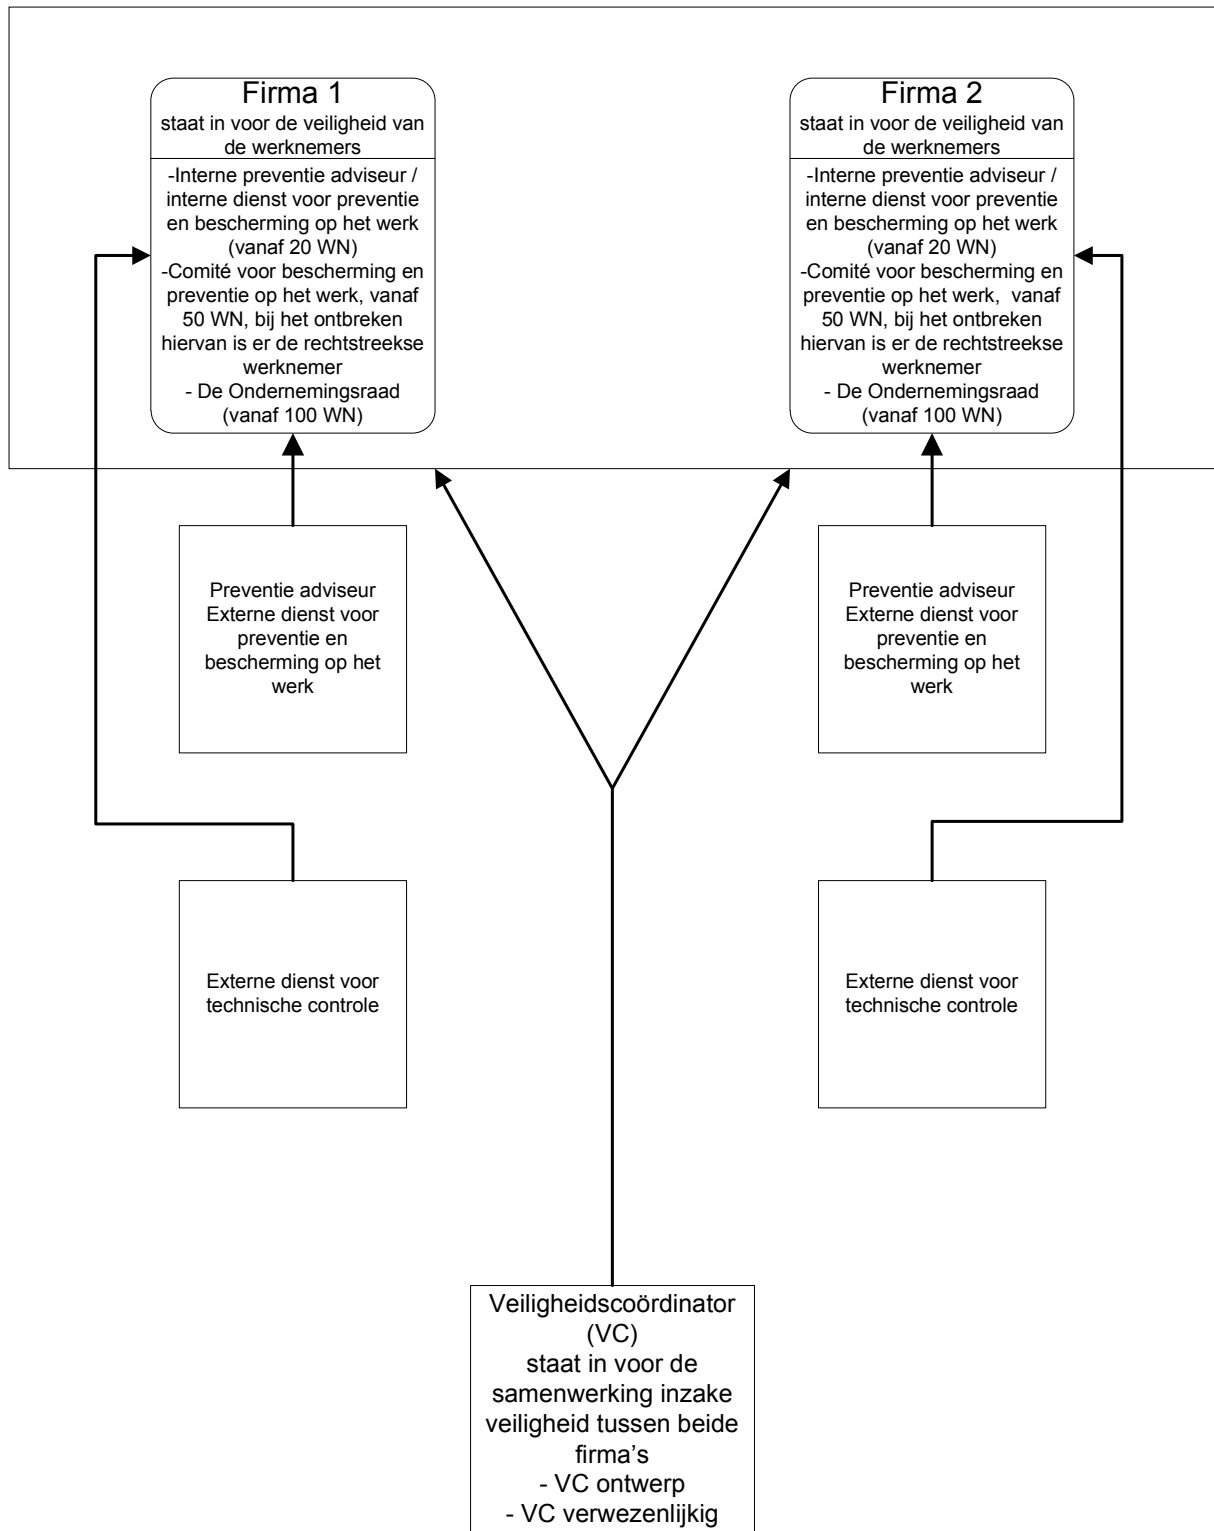 Firma 1
staat in voor de veiligheid van
de werknemers
-Interne preventie adviseur /
interne dienst voor preventie
en bescherming op het werk
(vanaf 20 WN)
-Comité voor bescherming en
preventie op het werk, vanaf
50 WN, bij het ontbreken
hiervan is er de rechtstreekse
werknemer
- De Ondernemingsraad
(vanaf 100 WN)
Firma 2
staat in voor de veiligheid van
de werknemers
-Interne preventie adviseur /
interne dienst voor preventie
en bescherming op het werk
(vanaf 20 WN)
-Comité voor bescherming en
preventie op het werk, vanaf
50 WN, bij het ontbreken
hiervan is er de rechtstreekse
werknemer
- De Ondernemingsraad
(vanaf 100 WN)
Preventie adviseur
Externe dienst voor
preventie en
bescherming op het
werk
Preventie adviseur
Externe dienst voor
preventie en
bescherming op het
werk
Externe dienst voor
technische controle
Externe dienst voor
technische controle
Veiligheidscoördinator
(VC)
staat in voor de
samenwerking inzake
veiligheid tussen beide
firma's
- VC ontwerp
- VC verwezenlijkig